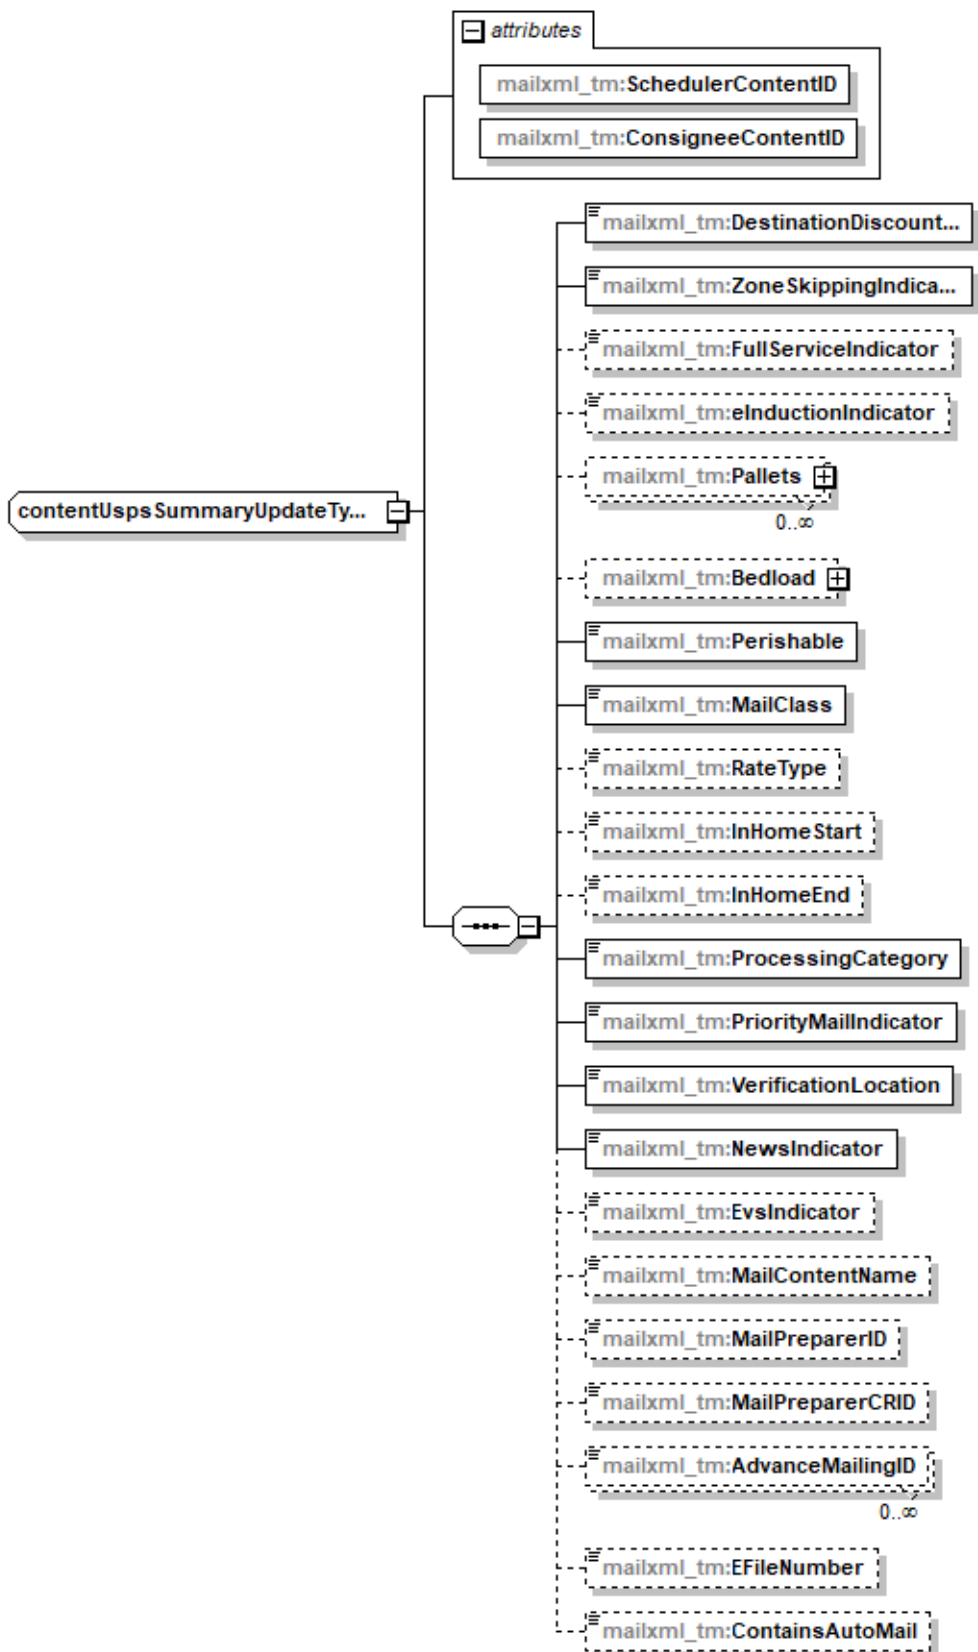 attributes
mailxml_tm:SchedulerContentID
mailxml_tm:ConsigneeContentID
mailxml_tm:DestinationDiscount...
mailxml_tm:ZoneSkippingIndica...
mailxml_tm:FullServiceIndicator
mailxml_tm:eInductionIndicator
mailxml_tm:Pallets
0..∞
contentUspsSummaryUpdateTy...
mailxml_tm:Bedload
mailxml_tm:Perishable
mailxml_tm:MailClass
mailxml_tm:RateType
mailxml_tm:InHomeStart
mailxml_tm:InHomeEnd
mailxml_tm:ProcessingCategory
mailxml_tm:PriorityMailIndicator
mailxml_tm:VerificationLocation
mailxml_tm:NewsIndicator
mailxml_tm:EvsIndicator
mailxml_tm:MailContentName
mailxml_tm:MailPreparerID
mailxml_tm:MailPreparerCRID
mailxml_tm:AdvanceMailingID
0..∞
mailxml_tm:EFileNumber
mailxml_tm:ContainsAutoMail